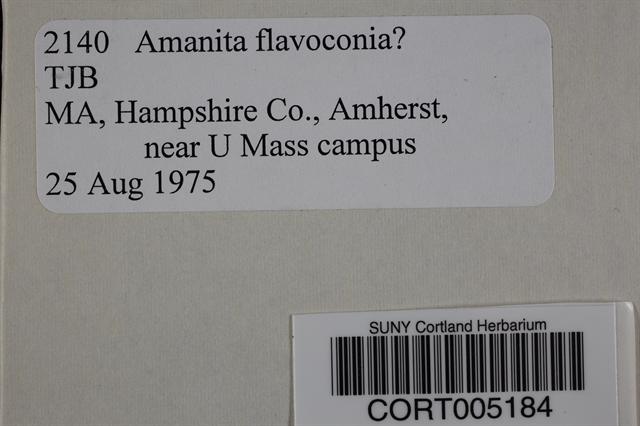 2140 Amanita flavoconia?
TJB
MA, Hampshire Co., Amherst,
near U Mass campus
25 Aug 1975
SUNY Cortland Herbarium
CORT005184